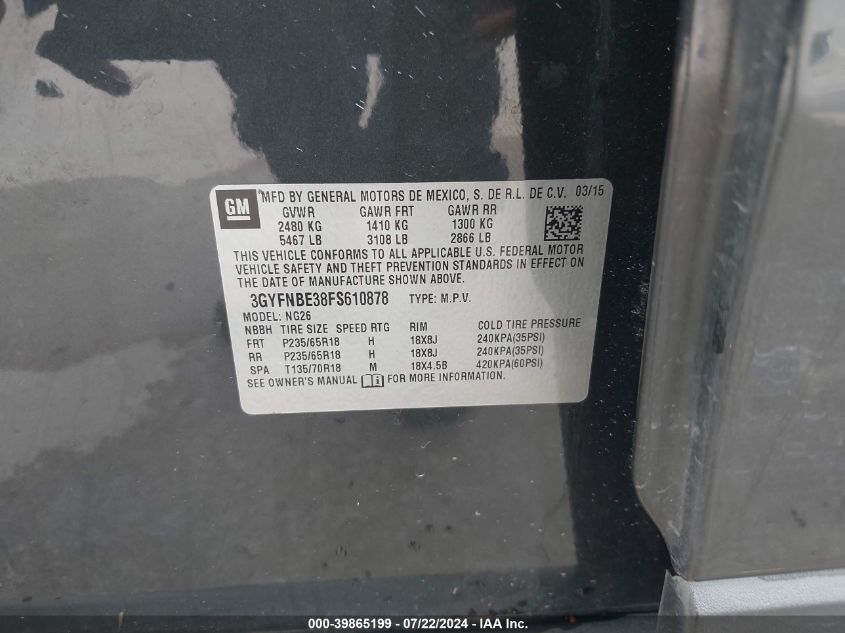 GM
MFD BY GENERAL MOTORS DE MEXICO, S. DE R.L. DE C.V. 03/15
GVWR GAWR FRT GAWR RR
2480 KG 1410 KG 1300 KG
5467 LB 3108 LB 2866 LB
THIS VEHICLE CONFORMS TO ALL APPLICABLE U.S. FEDERAL MOTOR
VEHICLE SAFETY AND THEFT PREVENTION STANDARDS IN EFFECT ON
THE DATE OF MANUFACTURE SHOWN ABOVE.
3GYFNBE38FS610878 TYPE: M.P.V.
MODEL: NG26
NBBH TIRE SIZE SPEED RTG RIM COLD TIRE PRESSURE
FRT P235/65R18 H 18X8J 240KPA(35PSI)
RR P235/65R18 H 18X8J 240KPA(35PSI)
SPA T135/70R18 M 18X4.5B 420KPA(60PSI)
SEE OWNER'S MANUAL FOR MORE INFORMATION.
000-39865199 - 07/22/2024 - IAA Inc.